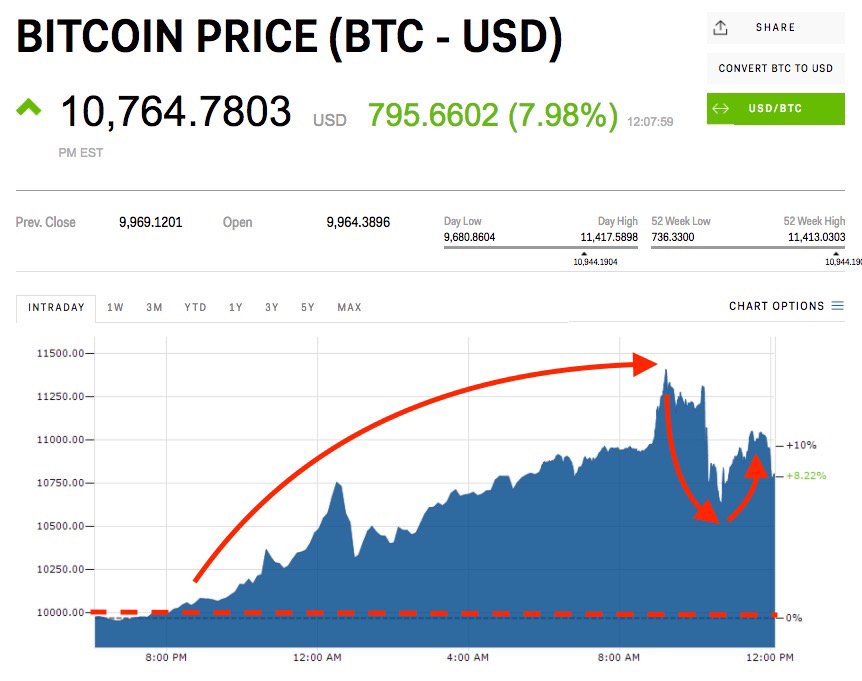 BITCOIN PRICE (BTC - USD)
SHARE
CONVERT BTC TO USD
USD/BTC
10,764.7803 USD 795.6602 (7.98%) 12:07:59
PM EST
Prev. Close 9,969.1201 Open 9,964.3896
Day Low Day High
9,680.8604 11,417.5898
10,944.1904
52 Week Low 52 Week High
736.3300 11,413.0303
10,944.190
INTRADAY 1W 3M YTD 1Y 3Y 5Y MAX
CHART OPTIONS
11500.00
11250.00
11000.00
10750.00
10500.00
10250.00
10000.00
+10%
+8.22%
0%
8:00 PM 12:00 AM 4:00 AM 8:00 AM 12:00 PM